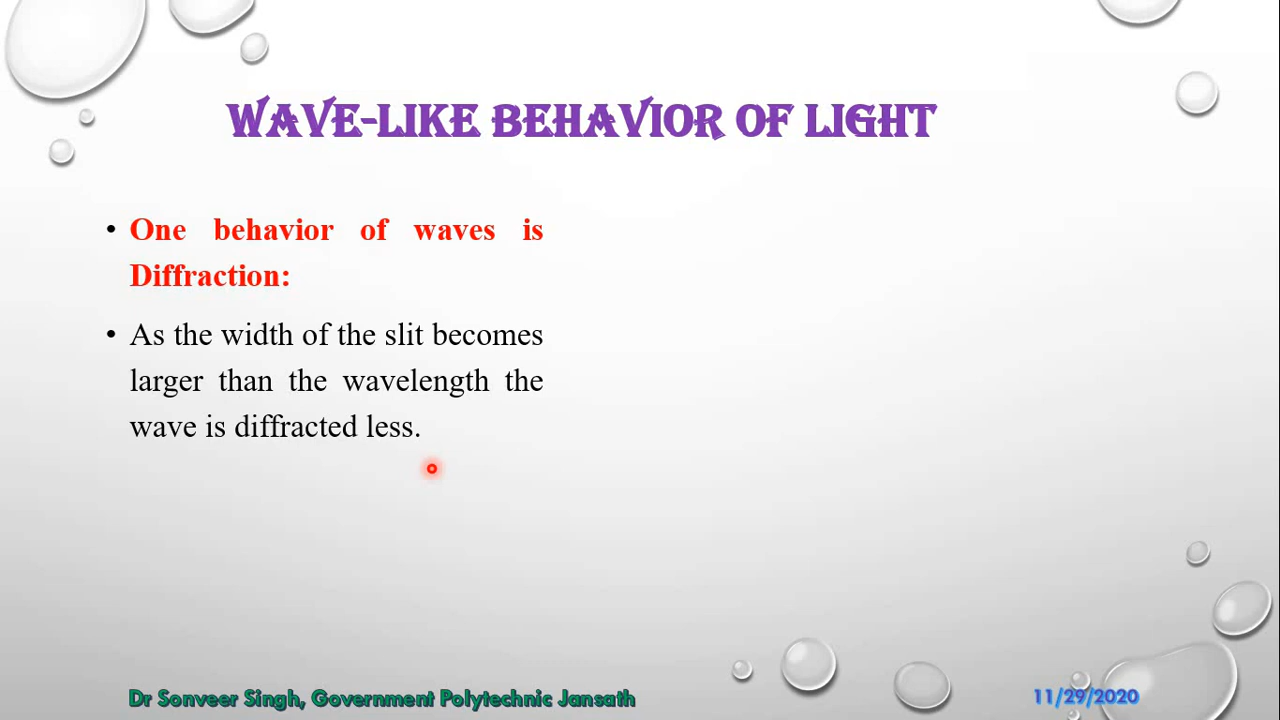 WAVE-LIKE BEHAVIOR OF LIGHT
• One behavior of waves is
Diffraction:
• As the width of the slit becomes
larger than the wavelength the
wave is diffracted less.
Dr Sonveer Singh, Government Polytechnic Jansath
11/29/2020